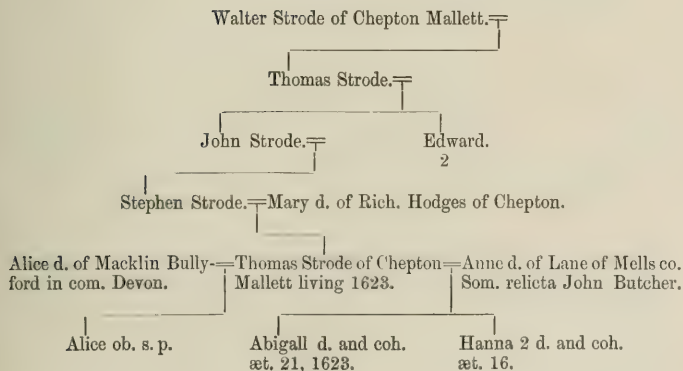 Walter Strode of Chepton Mallett.
Thomas Strode.
John Strode. Edward.
2
Stephen Strode. Mary d. of Rich. Hodges of Chepton.
Alice d. of Macklin Bully- Thomas Strode of Chepton Anne d. of Lane of Mells co.
ford in com. Devon. Mallett living 1623. Som. relicta John Butcher.
Alice ob. s. p. Abigall d. and coh. Hanna 2 d. and coh.
æt. 21, 1623. æt. 16.